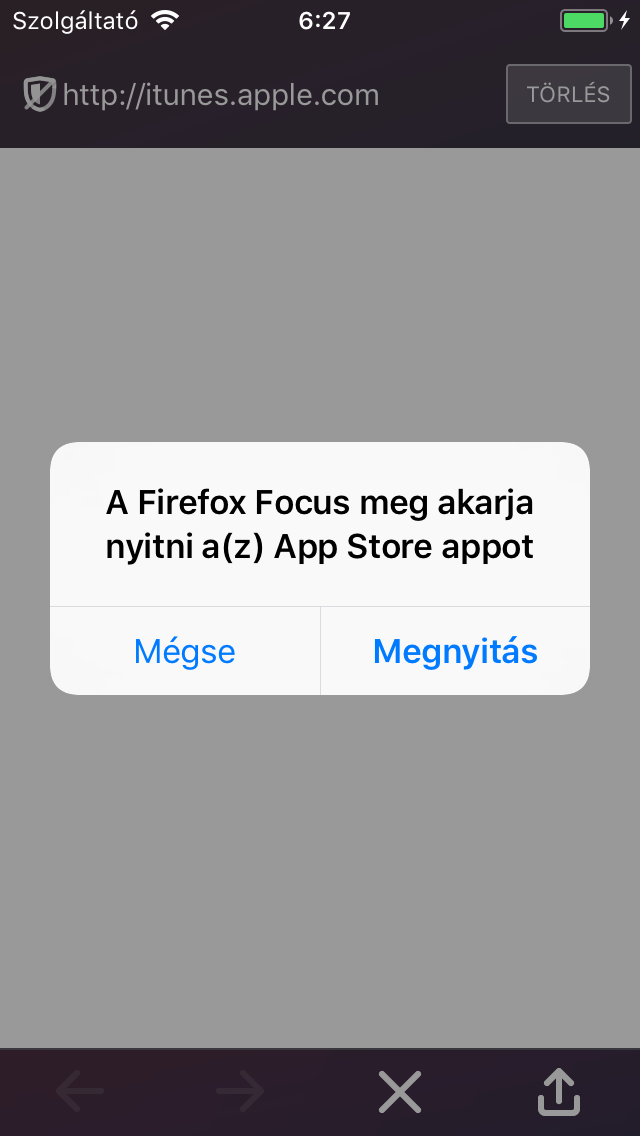 Szolgáltató 6:27
http://itunes.apple.com TÖRLÉS
A Firefox Focus meg akarja
nyitni a(z) App Store appot
Mégse Megnyitás